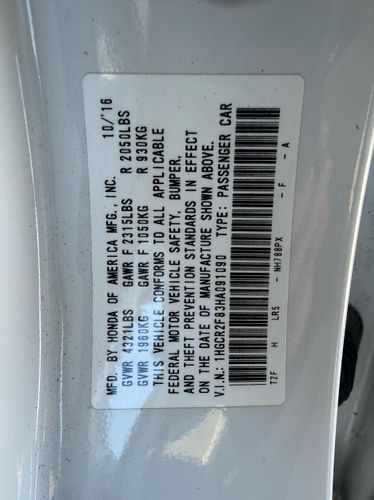 MFD. BY HONDA OF AMERICA MFG., INC. 10/'16
GVWR 4321LBS GAWR F 2315LBS R 2050LBS
GVWR 1960KG GAWR F 1050KG R 930KG
THIS VEHICLE CONFORMS TO ALL APPLICABLE
FEDERAL MOTOR VEHICLE SAFETY, BUMPER,
AND THEFT PREVENTION STANDARDS IN EFFECT
ON THE DATE OF MANUFACTURE SHOWN ABOVE.
V.I.N.: 1HGCR2F83HA091090 TYPE: PASSENGER CAR
T2F H LR5 - NH788PX - F - A